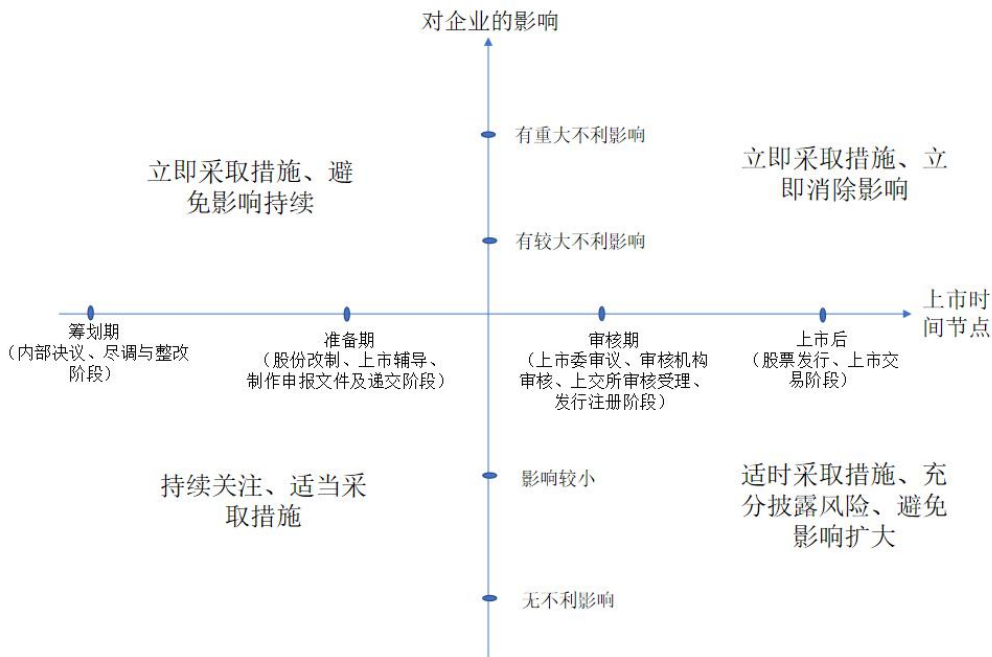 对企业的影响
有重大不利影响
立即采取措施、避
免影响持续
立即采取措施、立
即消除影响
有较大不利影响
上市时
间节点
筹划期
（内部决议、尽调与整改
阶段）
准备期
（股份改制、上市辅导、
制作申报文件及递交阶段）
审核期
（上市委审议、审核机构
审核、上交所审核受理、
发行注册阶段）
上市后
（股票发行、上市交
易阶段）
持续关注、适当采
取措施
影响较小
适时采取措施、充
分披露风险、避免
影响扩大
无不利影响